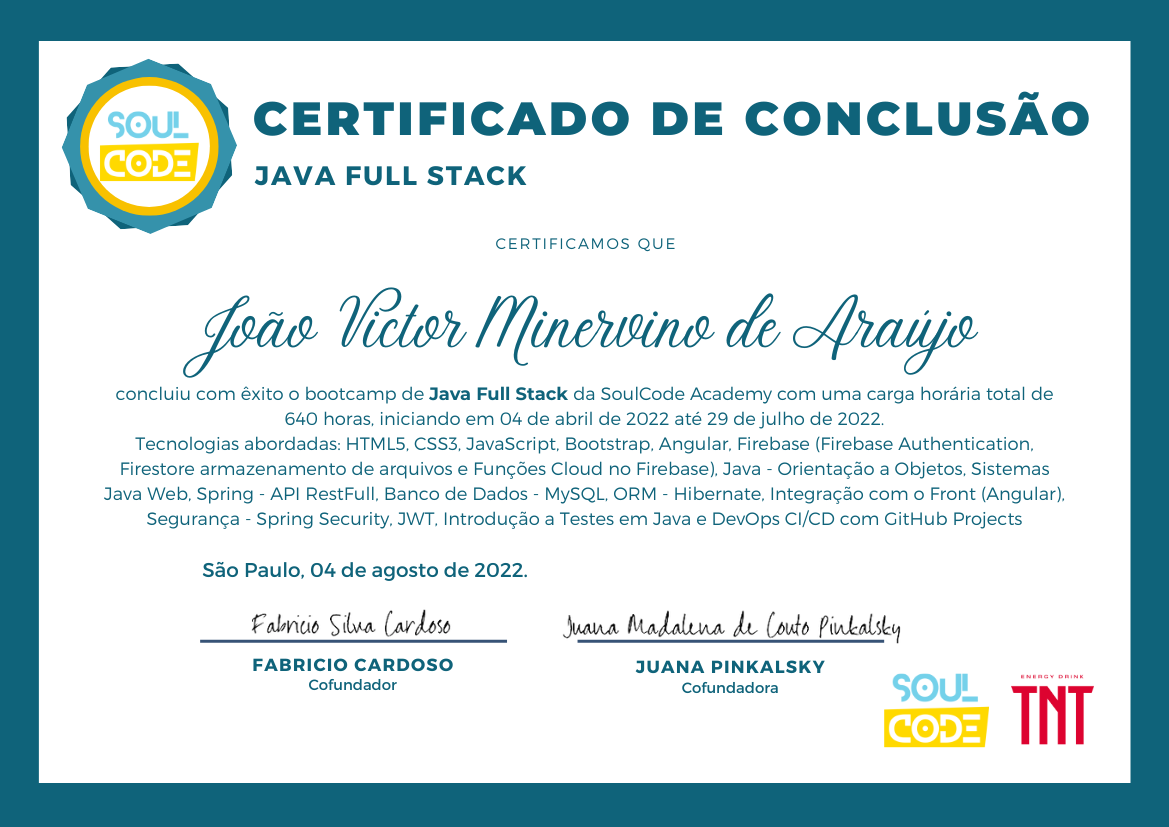 SOUL
CODE
CERTIFICADO DE CONCLUSÃO
JAVA FULL STACK
CERTIFICAMOS QUE
João Victor Minervino de Araújo
concluiu com êxito o bootcamp de Java Full Stack da SoulCode Academy com uma carga horária total de
640 horas, iniciando em 04 de abril de 2022 até 29 de julho de 2022.
Tecnologias abordadas: HTML5, CSS3, JavaScript, Bootstrap, Angular, Firebase (Firebase Authentication,
Firestore armazenamento de arquivos e Funções Cloud no Firebase), Java - Orientação a Objetos, Sistemas
Java Web, Spring - API RestFull, Banco de Dados - MySQL, ORM - Hibernate, Integração com o Front (Angular),
Segurança - Spring Security, JWT, Introdução a Testes em Java e DevOps CI/CD com GitHub Projects
São Paulo, 04 de agosto de 2022.
Fabricio Silva Cardoso
Juana Madalena de Couto Pinkalsky
FABRICIO CARDOSO
Cofundador
JUANA PINKALSKY
Cofundadora
SOUL
CODE
ENERGY DRINK
TNT